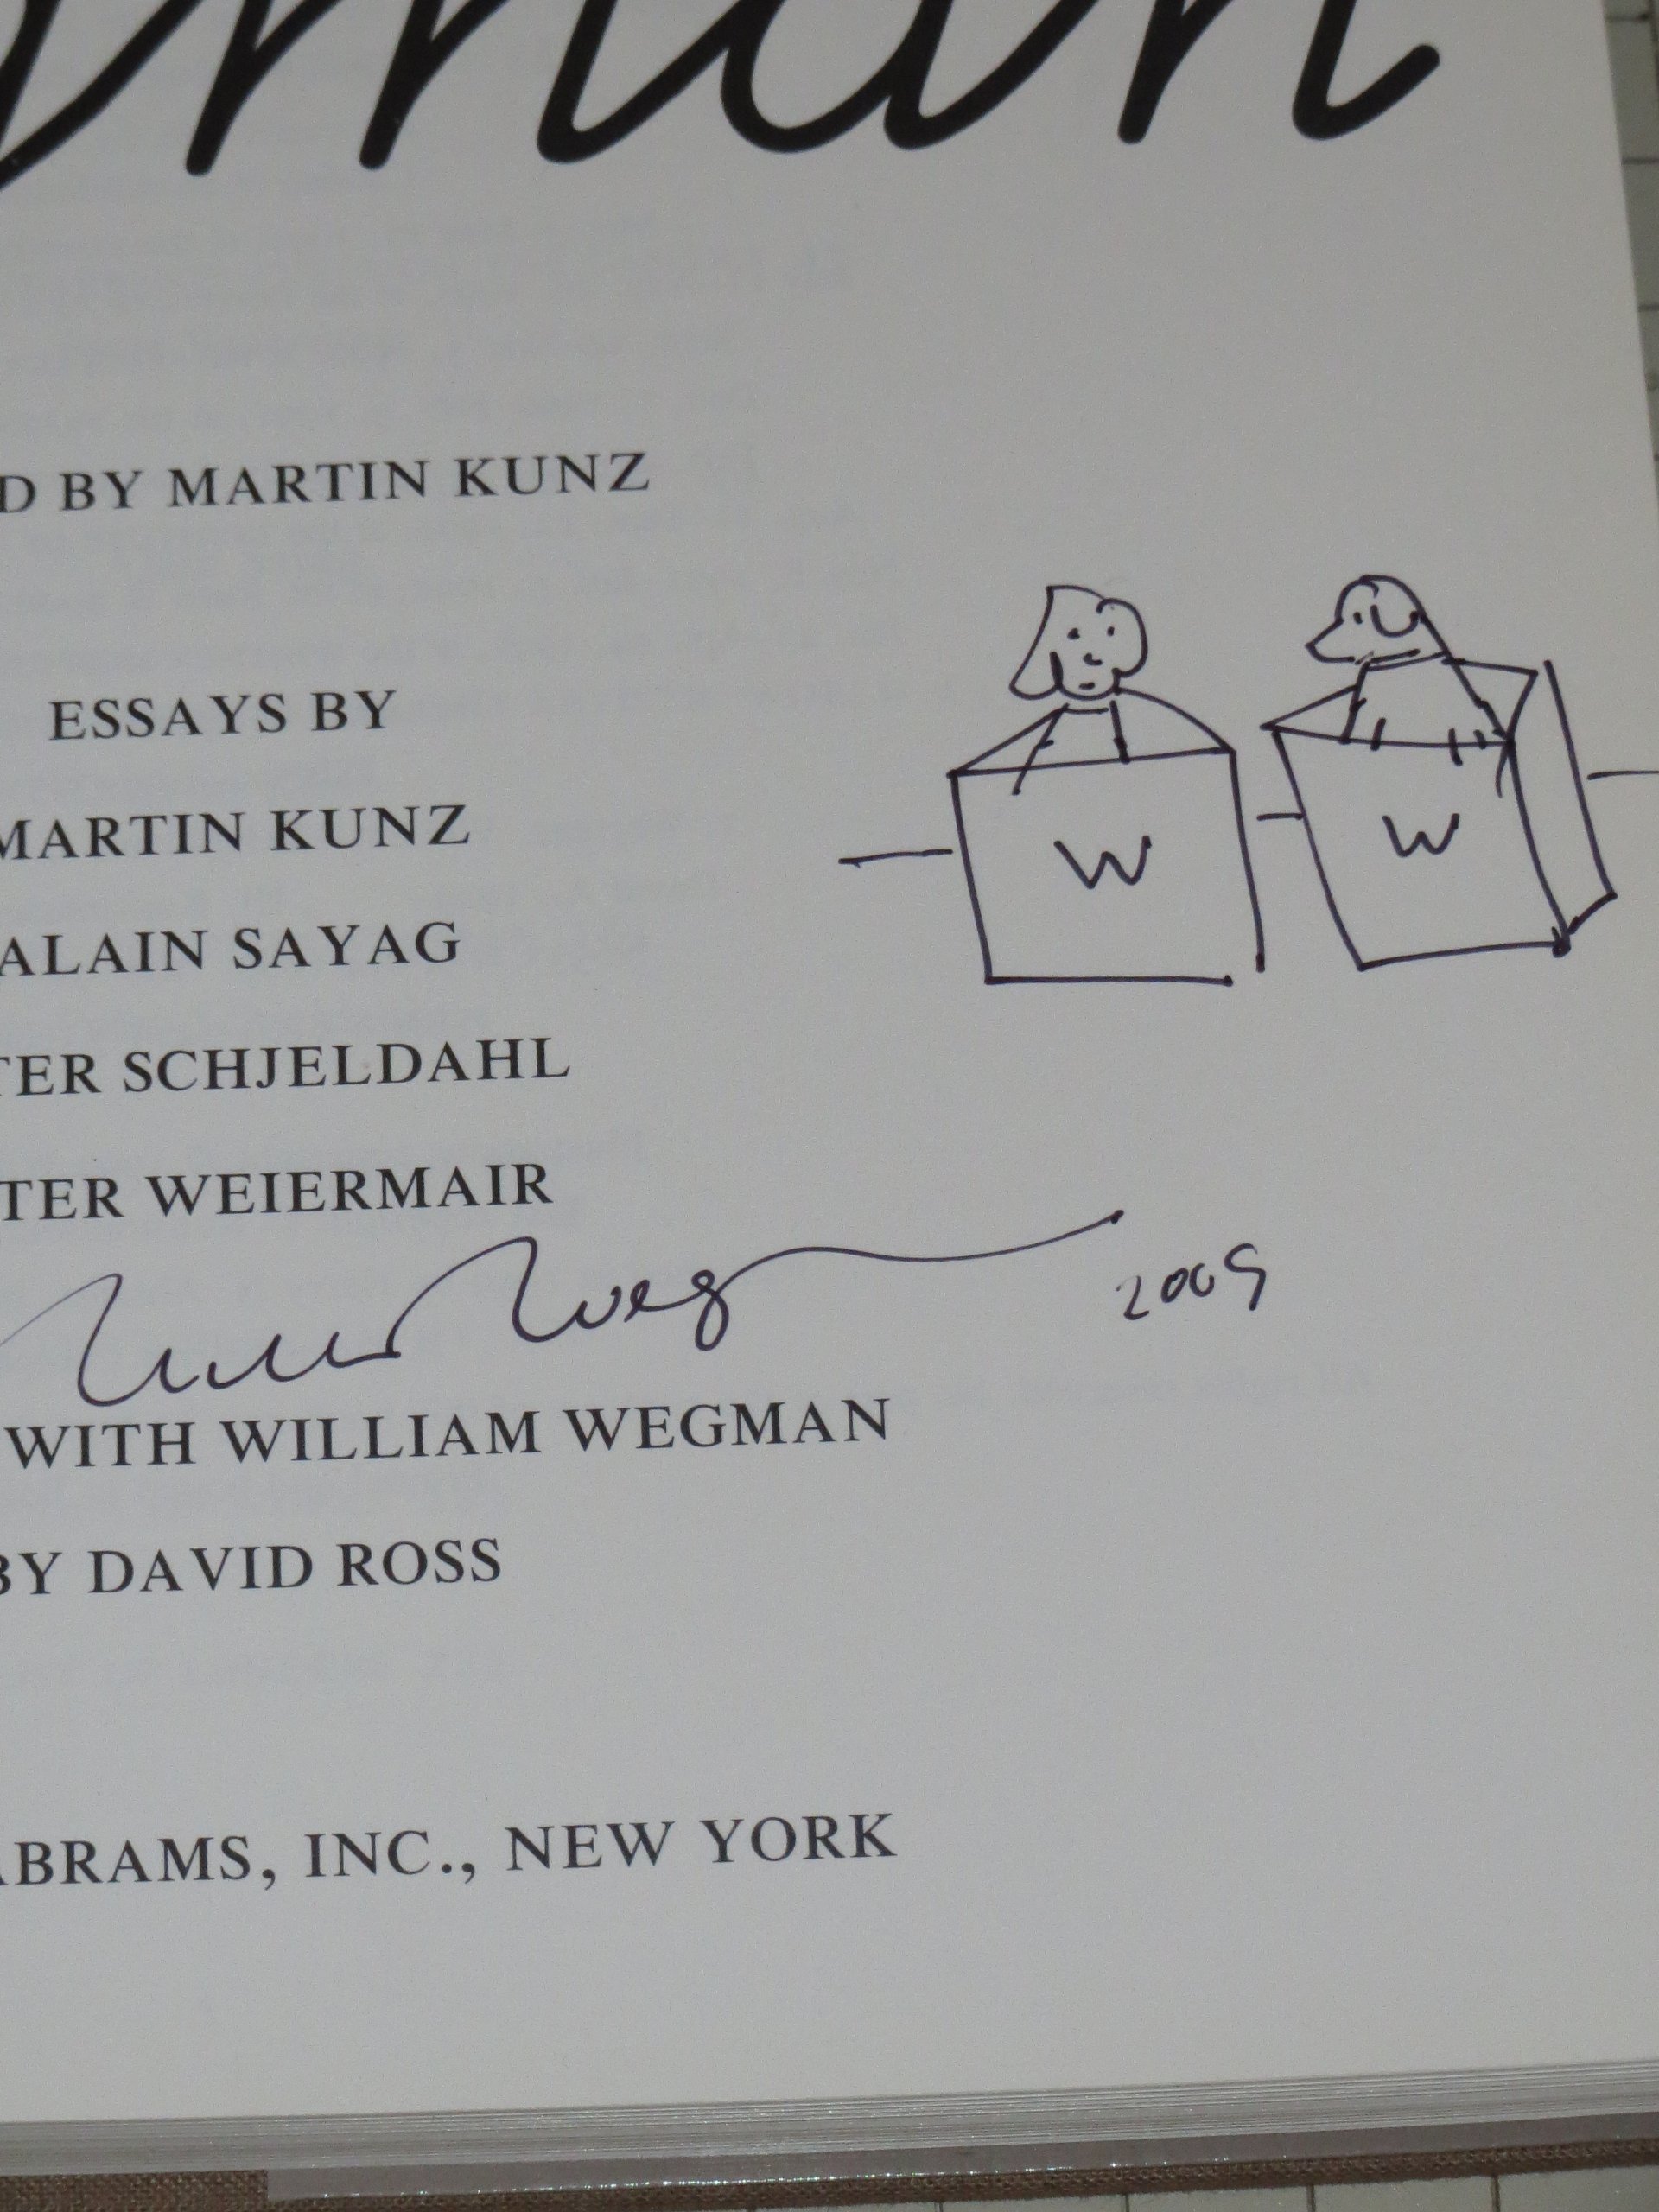 gman
D BY MARTIN KUNZ
ESSAYS BY
MARTIN KUNZ
ALAIN SAYAG
TER SCHJELDAHL
TER WEIERMAIR
W W
2009
WITH WILLIAM WEGMAN
BY DAVID ROSS
ABRAMS, INC., NEW YORK